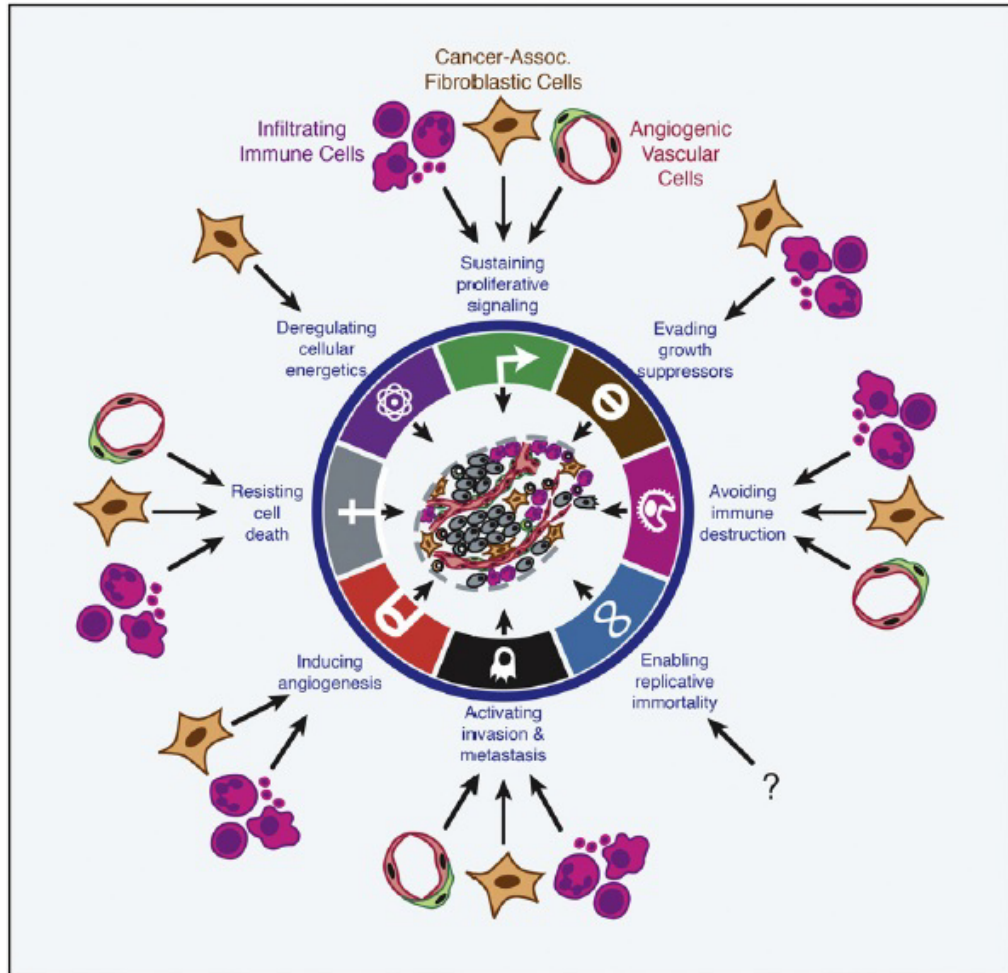 Cancer-Assoc.
Fibroblastic Cells
Infiltrating
Immune Cells
Angiogenic
Vascular
Cells
Sustaining
proliferative
signaling
Deregulating
cellular
energetics
Evading
growth
suppressors
Resisting
cell
death
Avoiding
immune
destruction
Inducing
angiogenesis
Activating
invasion &
metastasis
Enabling
replicative
immortality
?